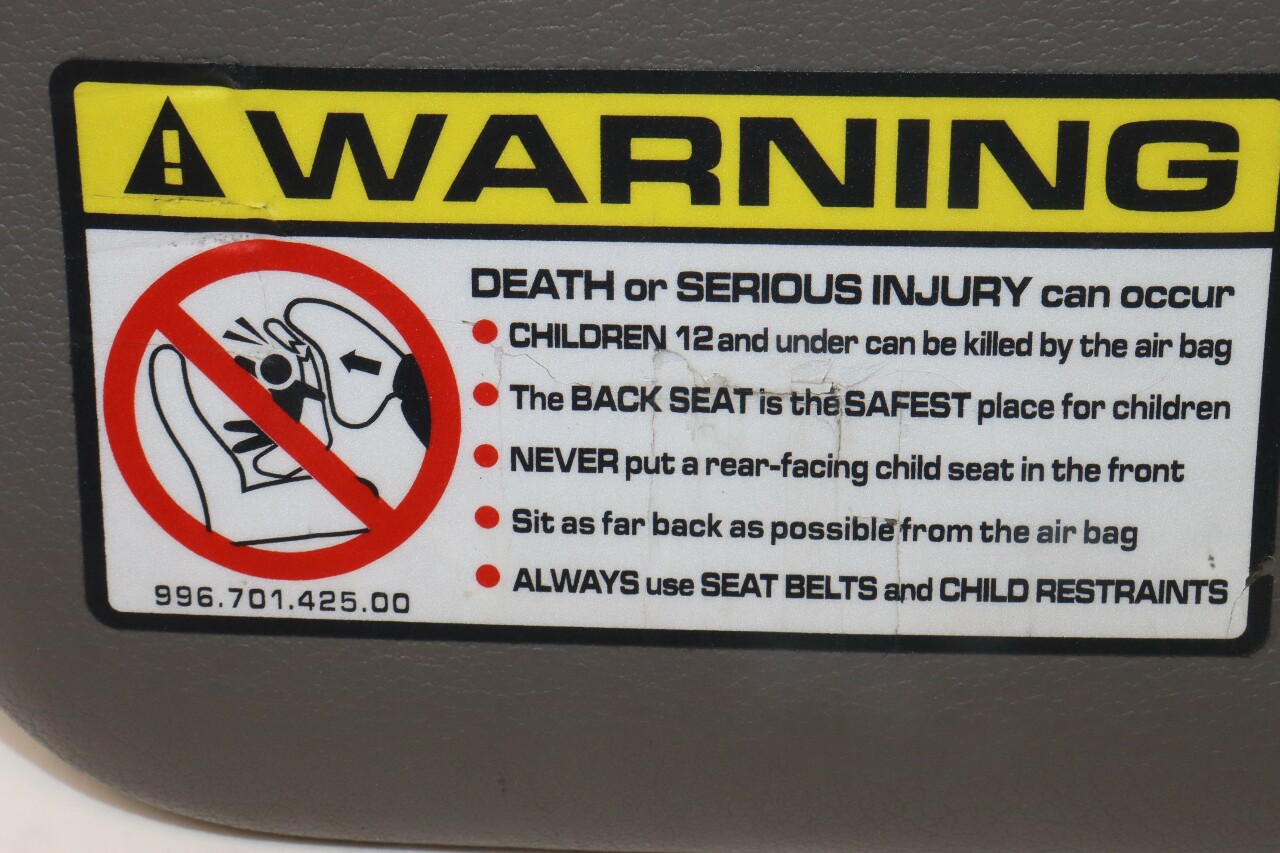 WARNING
DEATH or SERIOUS INJURY can occur
CHILDREN 12 and under can be killed by the air bag
The BACK SEAT is the SAFEST place for children
NEVER put a rear-facing child seat in the front
Sit as far back as possible from the air bag
ALWAYS use SEAT BELTS and CHILD RESTRAINTS
996.701.425.00